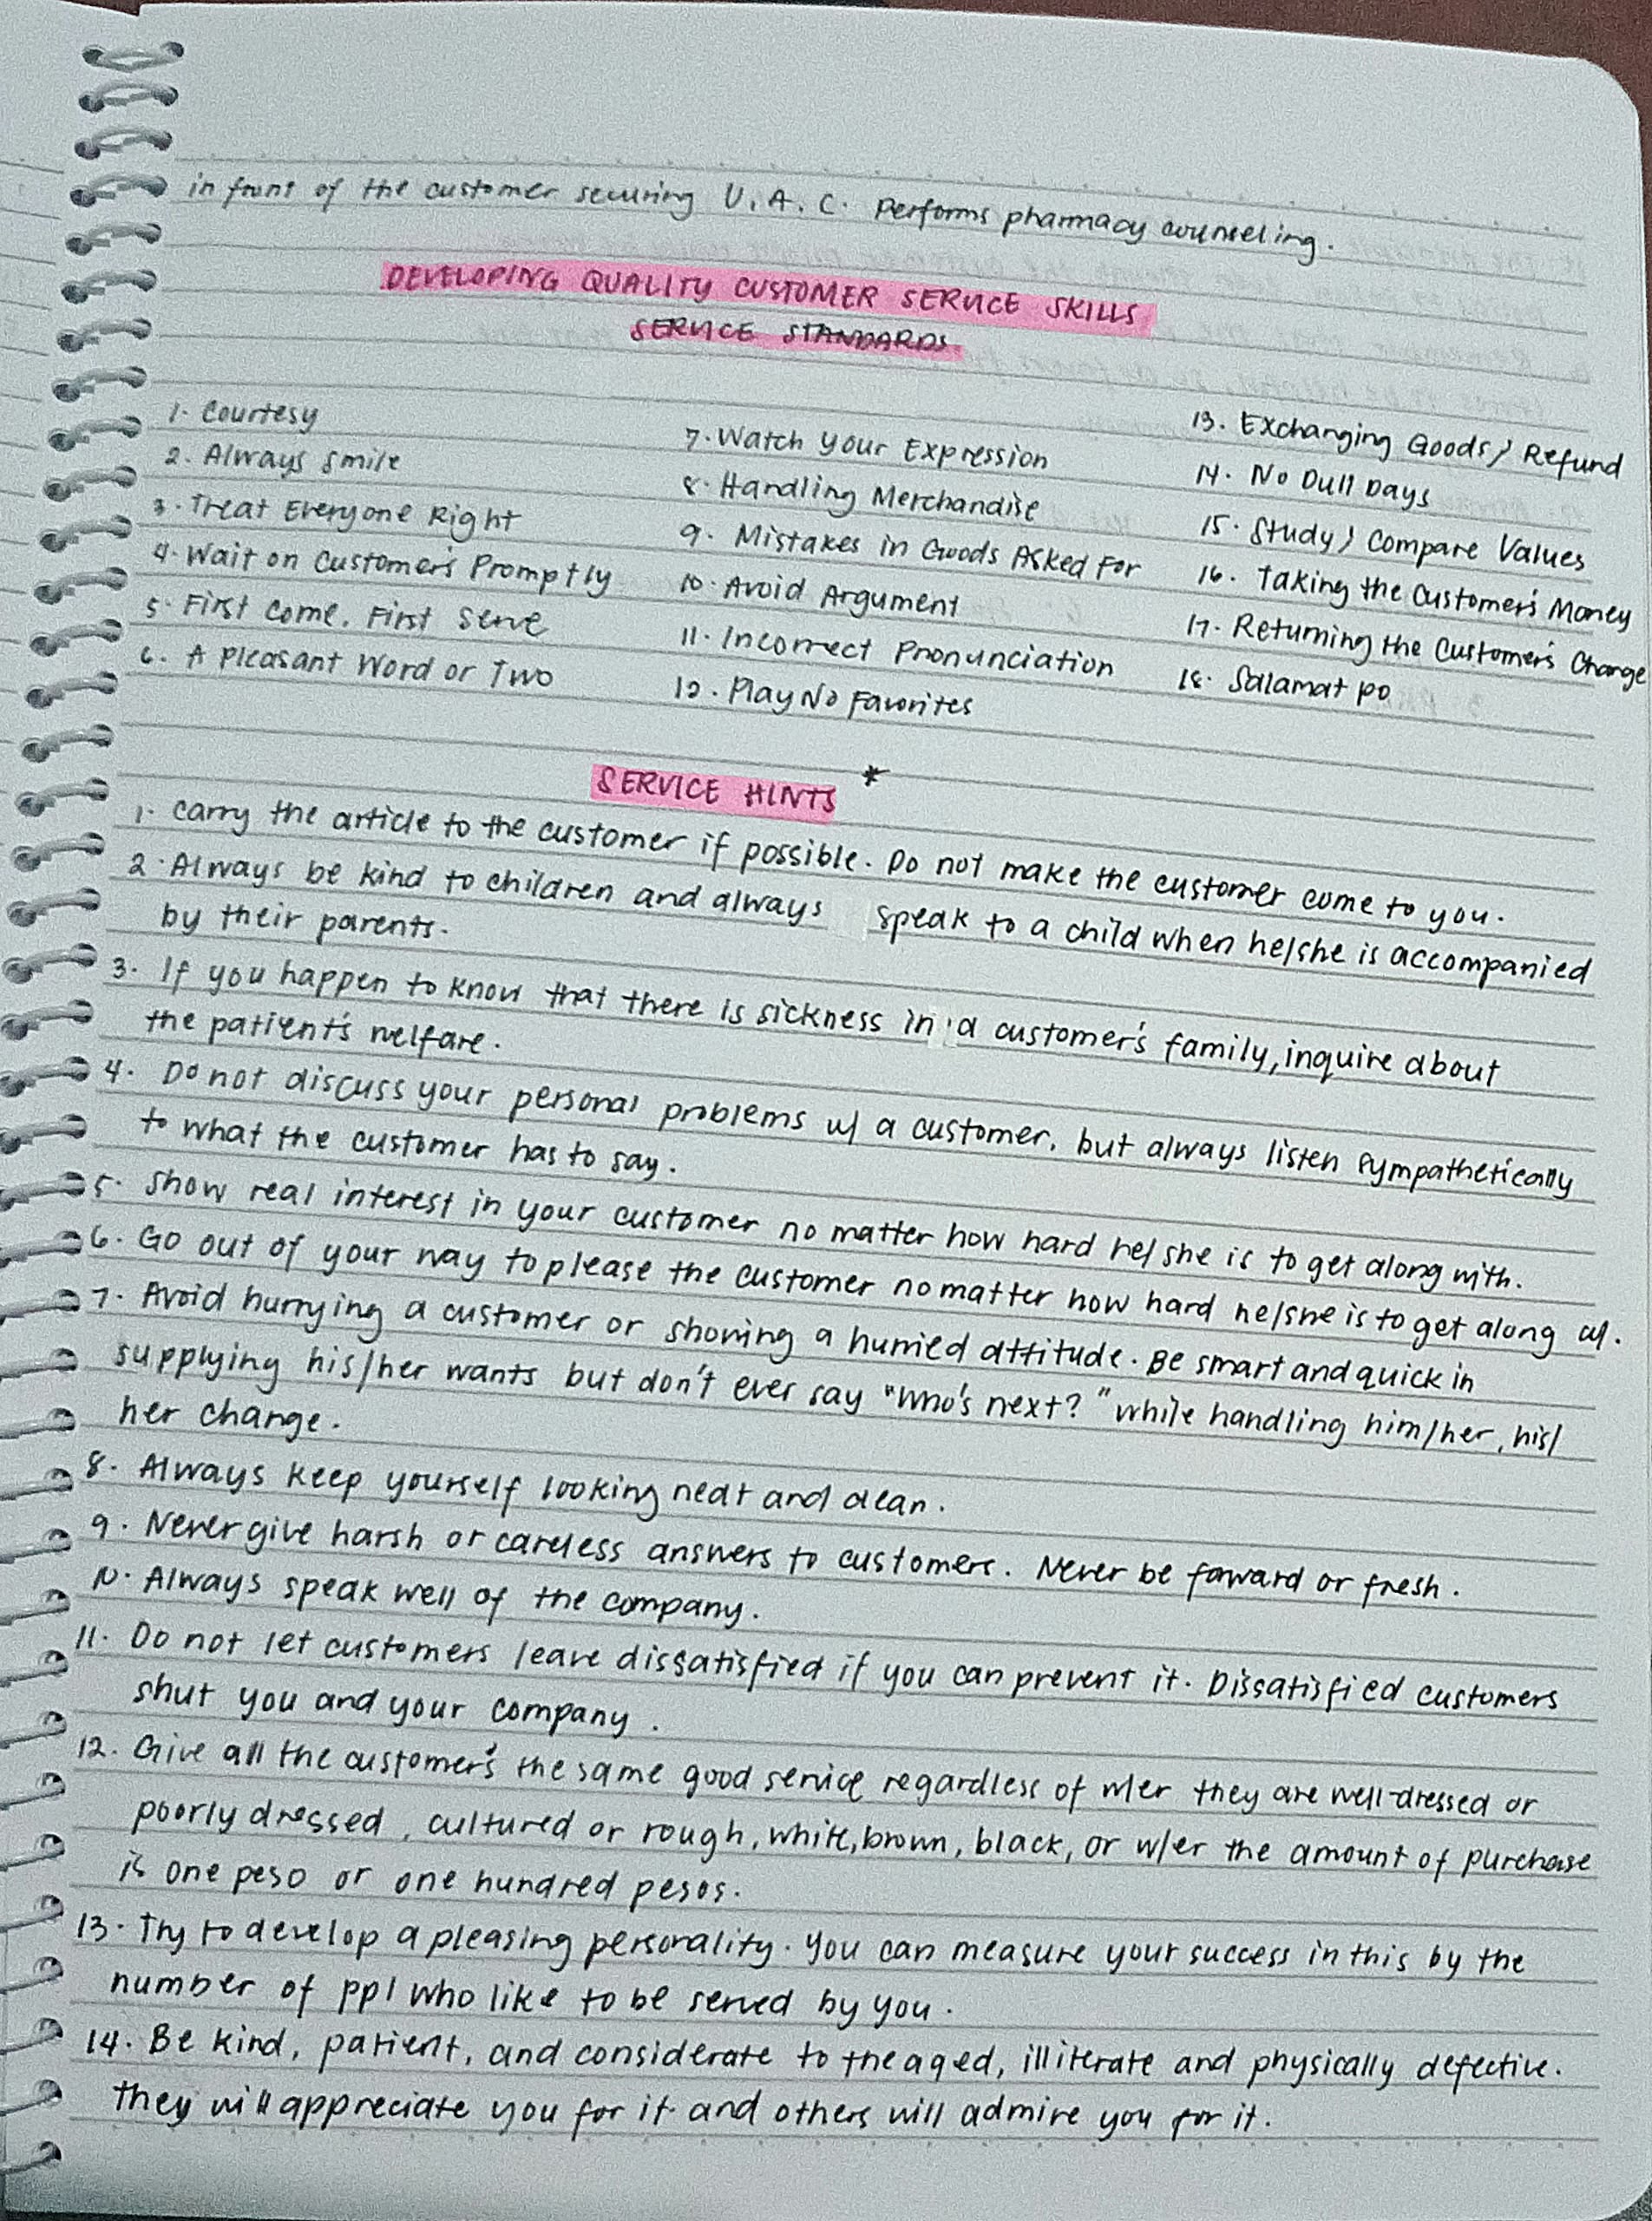 in front of the customer securing U.A.C. Performs pharmacy counseling.
DEVELOPING QUALITY CUSTOMER SERVICE SKILLS
SERVICE STANDARDS
1. Courtesy
2. Always Smile
3. Treat Everyone Right
4. Wait on Customer's Promptly
5. First Come, First Serve
6. A Pleasant Word or Two
7. Watch your Expression
8. Handling Merchandise
9. Mistakes in Goods Asked For
10. Avoid Argument
11. Incorrect Pronunciation
12. Play No Favorites
13. Exchanging Goods / Refund
14. No Dull Days
15. Study / Compare Values
16. Taking the Customer's Money
17. Returning the Customer's Change
18. Salamat po
SERVICE HINTS *
1. Carry the article to the customer if possible. Do not make the customer come to you.
2. Always be kind to children and always speak to a child when he/she is accompanied
by their parents.
3. If you happen to know that there is sickness in a customer's family, inquire about
the patient's welfare.
4. Do not discuss your personal problems w/ a customer, but always listen sympathetically
to what the customer has to say.
5. Show real interest in your customer no matter how hard he/she is to get along with.
6. Go out of your way to please the customer no matter how hard he/she is to get along w/.
7. Avoid hurrying a customer or showing a hurried attitude. Be smart and quick in
supplying his/her wants but don't ever say "Who's next?" while handling him/her, his/
her change.
8. Always keep yourself looking neat and clean.
9. Never give harsh or careless answers to customers. Never be forward or fresh.
10. Always speak well of the company.
11. Do not let customers leave dissatisfied if you can prevent it. Dissatisfied customers
shut you and your company.
12. Give all the customer's the same good service regardless of w/er they are well-dressed or
poorly dressed, cultured or rough, white, brown, black, or w/er the amount of purchase
is one peso or one hundred pesos.
13. Try to develop a pleasing personality. You can measure your success in this by the
number of ppl who like to be served by you.
14. Be kind, patient, and considerate to the aged, illiterate and physically defective.
They will appreciate you for it and others will admire you for it.